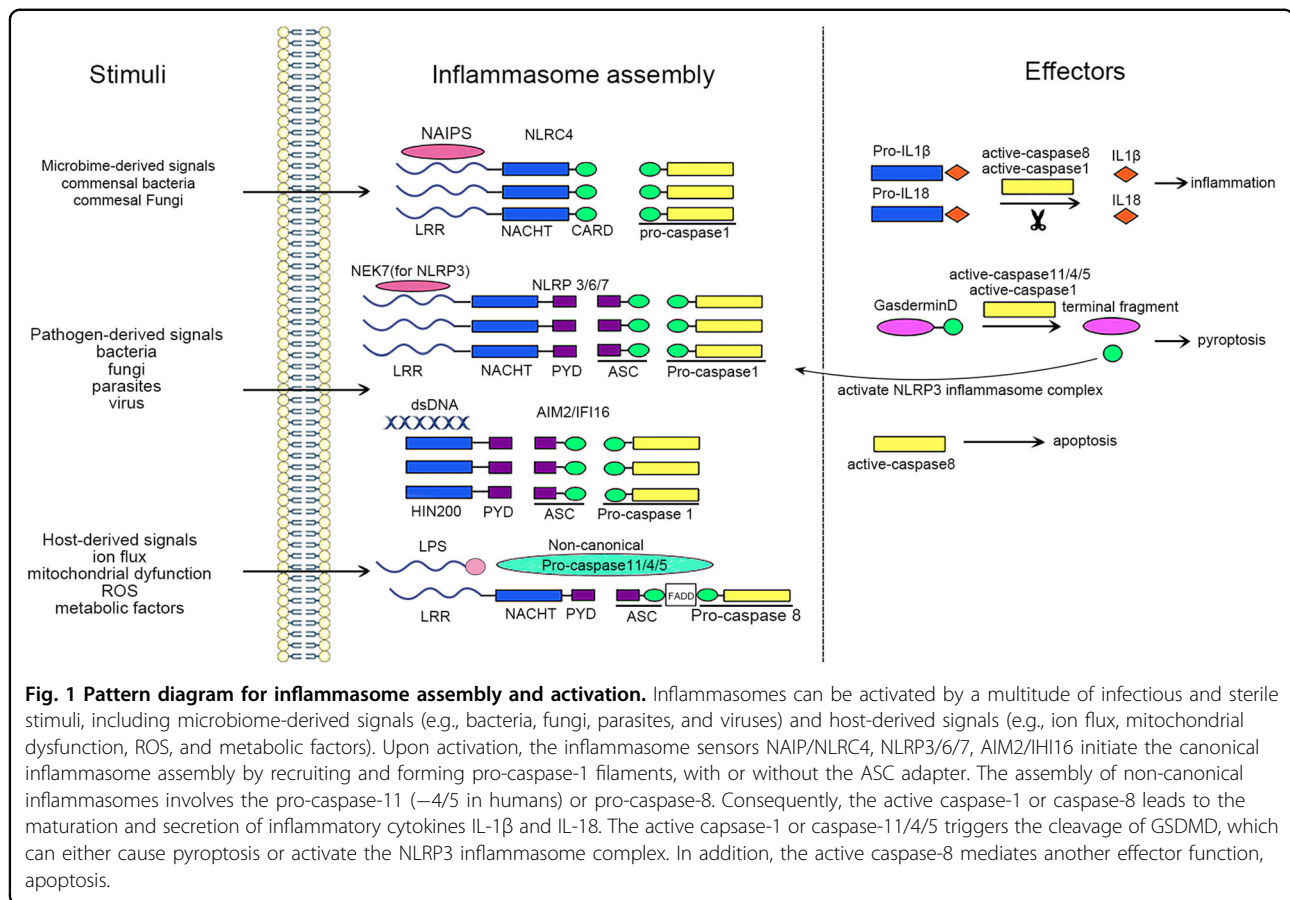 Stimuli
Inflammasome assembly
Effectors
Microbime-derived signals
commensal bacteria
commesal Fungi
Pathogen-derived signals
bacteria
fungi
parasites
virus
Host-derived signals
ion flux
mitochondrial dyfunction
ROS
metabolic factors
NAIPS
NLRC4
LRR
NACHT
CARD
pro-caspase1
NEK7(for NLRP3)
NLRP 3/6/7
LRR
NACHT
PYD
ASC
Pro-caspase1
dsDNA
AIM2/IFI16
HIN200
PYD
ASC
Pro-caspase 1
LPS
Non-canonical
Pro-caspase11/4/5
FADD
LRR
NACHT
PYD
ASC
Pro-caspase 8
Pro-IL1β
active-caspase8
active-caspase1
IL1β
Pro-IL18
IL18
inflammation
active-caspase11/4/5
active-caspase1
GasderminD
terminal fragment
pyroptosis
activate NLRP3 inflammasome complex
active-caspase8
apoptosis
Fig. 1 Pattern diagram for inflammasome assembly and activation. Inflammasomes can be activated by a multitude of infectious and sterile
stimuli, including microbiome-derived signals (e.g., bacteria, fungi, parasites, and viruses) and host-derived signals (e.g., ion flux, mitochondrial
dysfunction, ROS, and metabolic factors). Upon activation, the inflammasome sensors NAIP/NLRC4, NLRP3/6/7, AIM2/IHI16 initiate the canonical
inflammasome assembly by recruiting and forming pro-caspase-1 filaments, with or without the ASC adapter. The assembly of non-canonical
inflammasomes involves the pro-caspase-11 (−4/5 in humans) or pro-caspase-8. Consequently, the active caspase-1 or caspase-8 leads to the
maturation and secretion of inflammatory cytokines IL-1β and IL-18. The active capsase-1 or caspase-11/4/5 triggers the cleavage of GSDMD, which
can either cause pyroptosis or activate the NLRP3 inflammasome complex. In addition, the active caspase-8 mediates another effector function,
apoptosis.